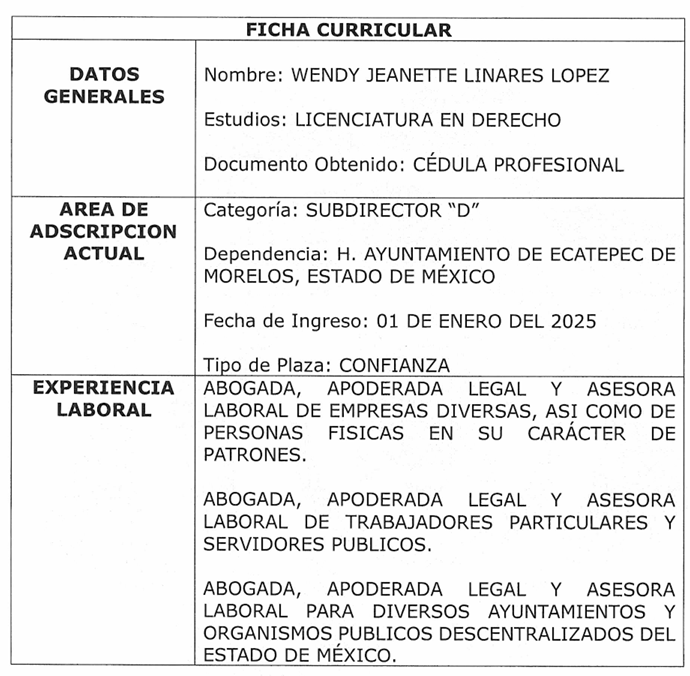 FICHA CURRICULAR
DATOS
GENERALES
Nombre: WENDY JEANETTE LINARES LOPEZ
Estudios: LICENCIATURA EN DERECHO
Documento Obtenido: CÉDULA PROFESIONAL
AREA DE
ADSCRIPCION
ACTUAL
Categoría: SUBDIRECTOR “D”
Dependencia: H. AYUNTAMIENTO DE ECATEPEC DE
MORELOS, ESTADO DE MÉXICO
Fecha de Ingreso: 01 DE ENERO DEL 2025
Tipo de Plaza: CONFIANZA
EXPERIENCIA
LABORAL
ABOGADA, APODERADA LEGAL Y ASESORA
LABORAL DE EMPRESAS DIVERSAS, ASI COMO DE
PERSONAS FISICAS EN SU CARÁCTER DE
PATRONES.
ABOGADA, APODERADA LEGAL Y ASESORA
LABORAL DE TRABAJADORES PARTICULARES Y
SERVIDORES PUBLICOS.
ABOGADA, APODERADA LEGAL Y ASESORA
LABORAL PARA DIVERSOS AYUNTAMIENTOS Y
ORGANISMOS PUBLICOS DESCENTRALIZADOS DEL
ESTADO DE MÉXICO.